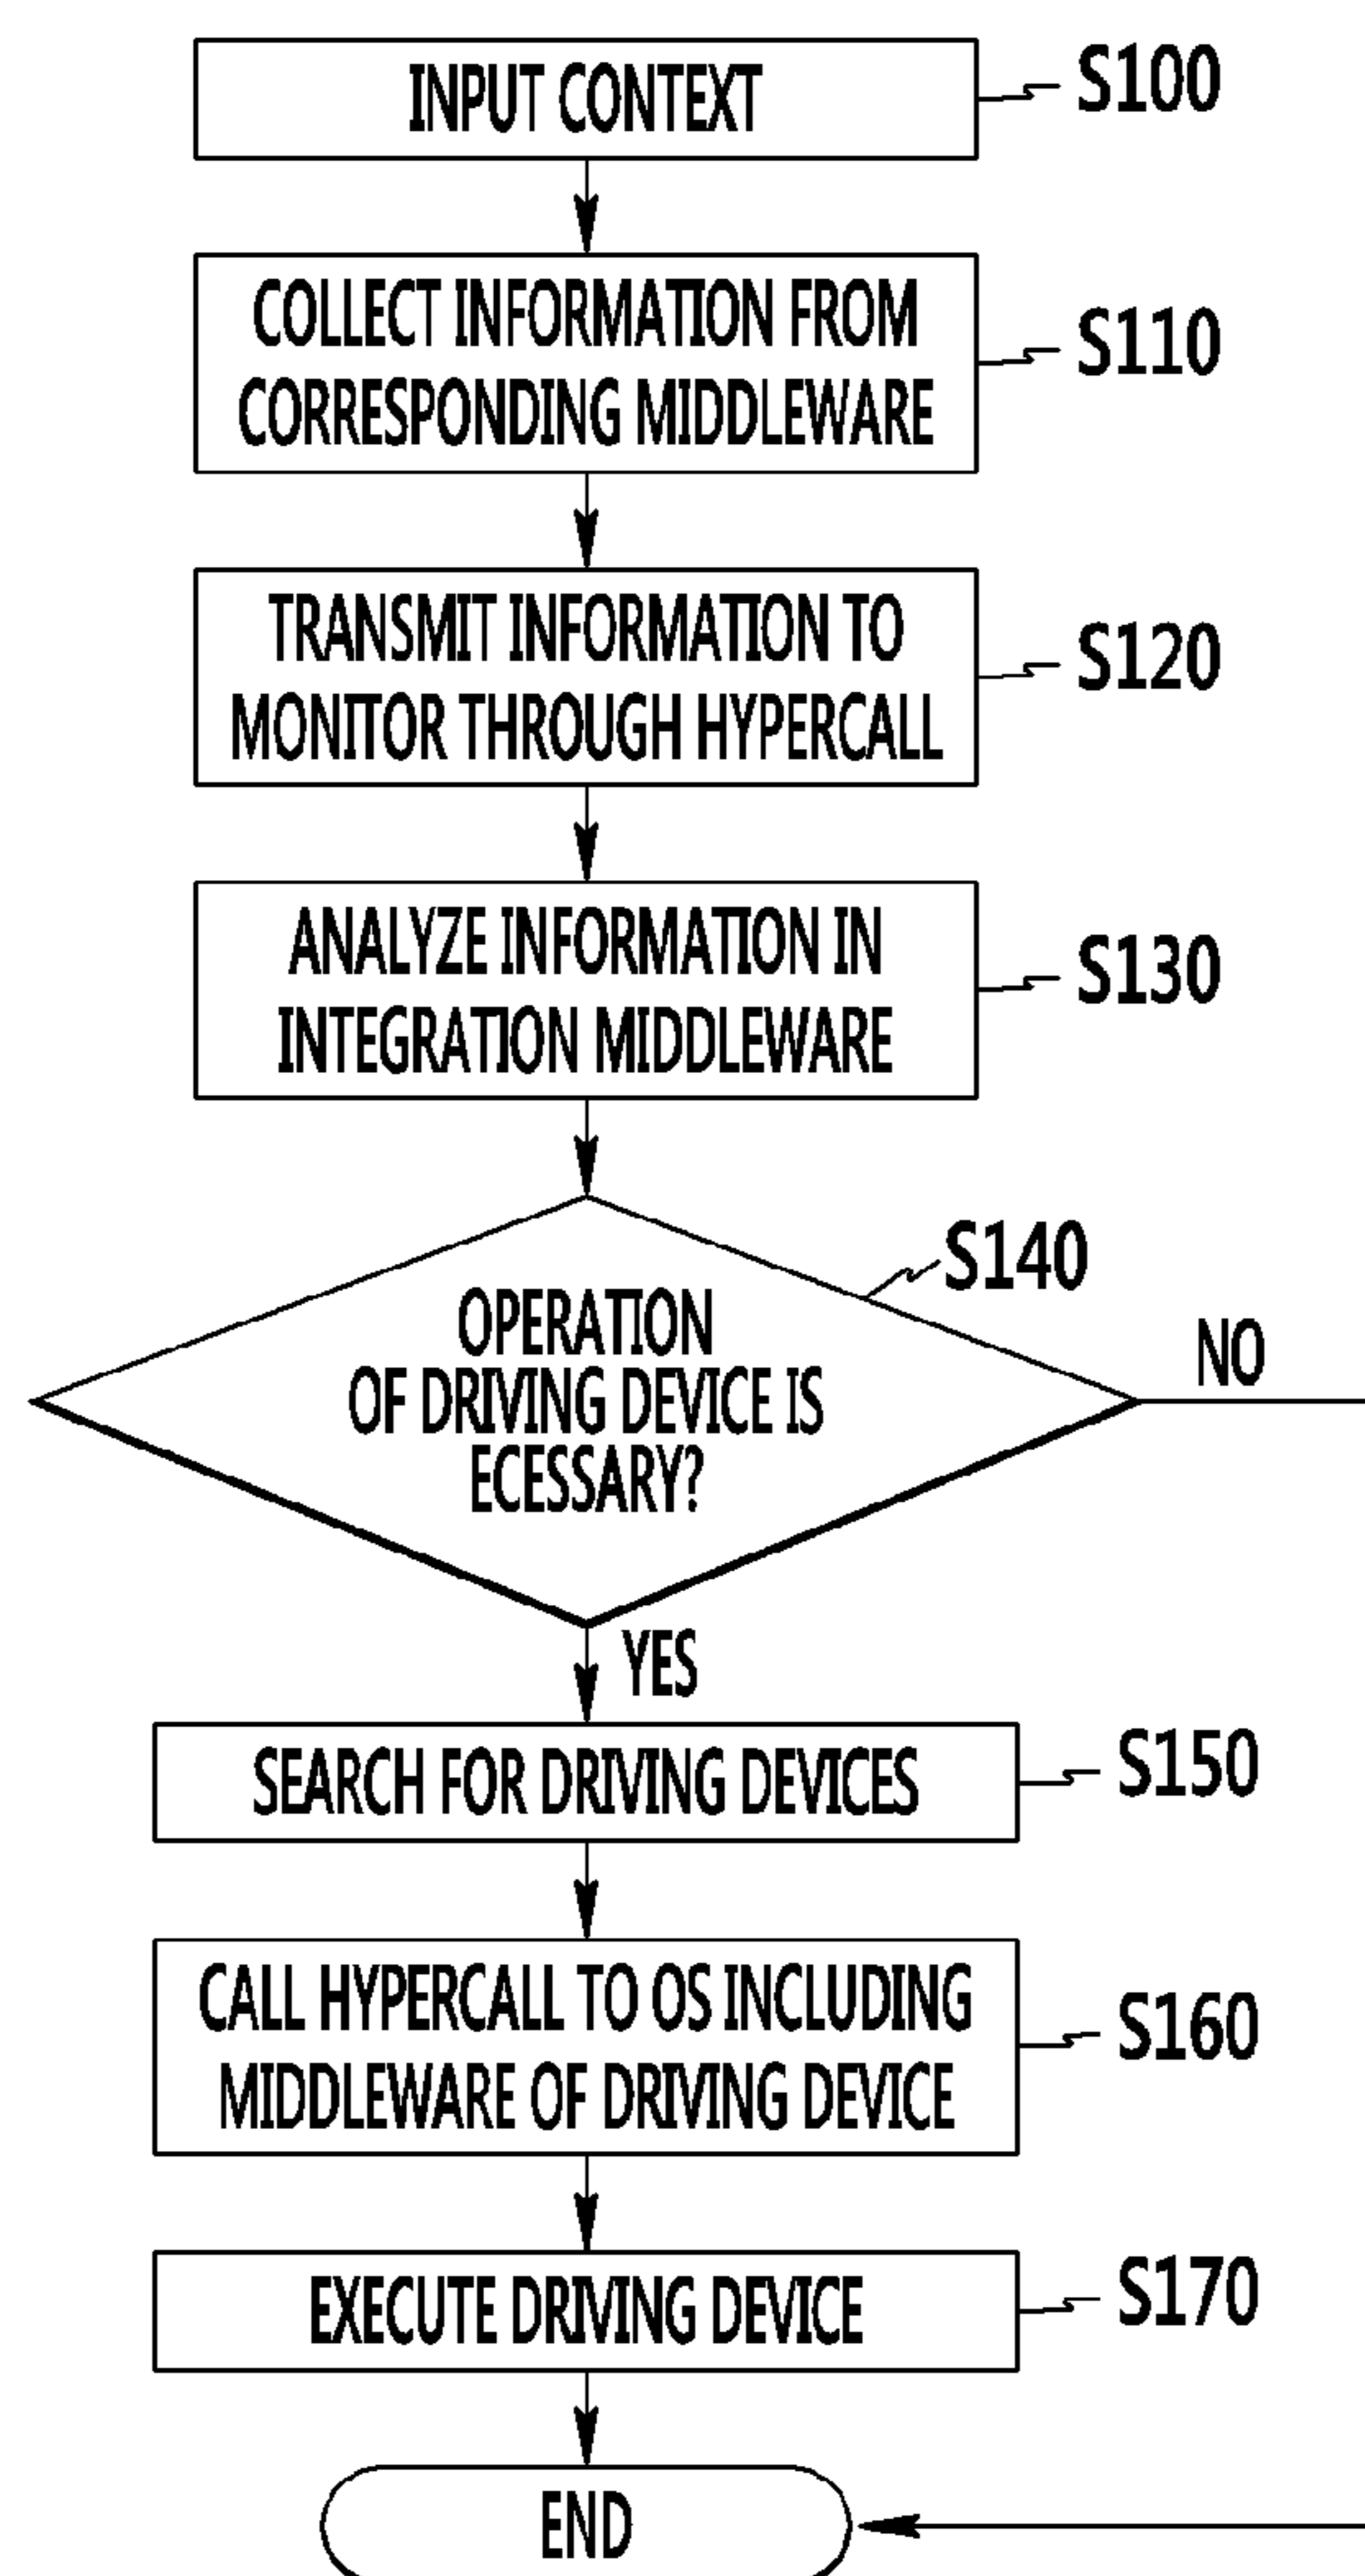 INPUT CONTEXT
S100
COLLECT INFORMATION FROM
CORRESPONDING MIDDLEWARE
S110
TRANSMIT INFORMATION TO
MONITOR THROUGH HYPERCALL
S120
ANALYZE INFORMATION IN
INTEGRATION MIDDLEWARE
S130
S140
OPERATION
OF DRIVING DEVICE IS
ECESSARY?
NO
YES
SEARCH FOR DRIVING DEVICES
S150
CALL HYPERCALL TO OS INCLUDING
MIDDLEWARE OF DRIVING DEVICE
S160
EXECUTE DRIVING DEVICE
S170
END